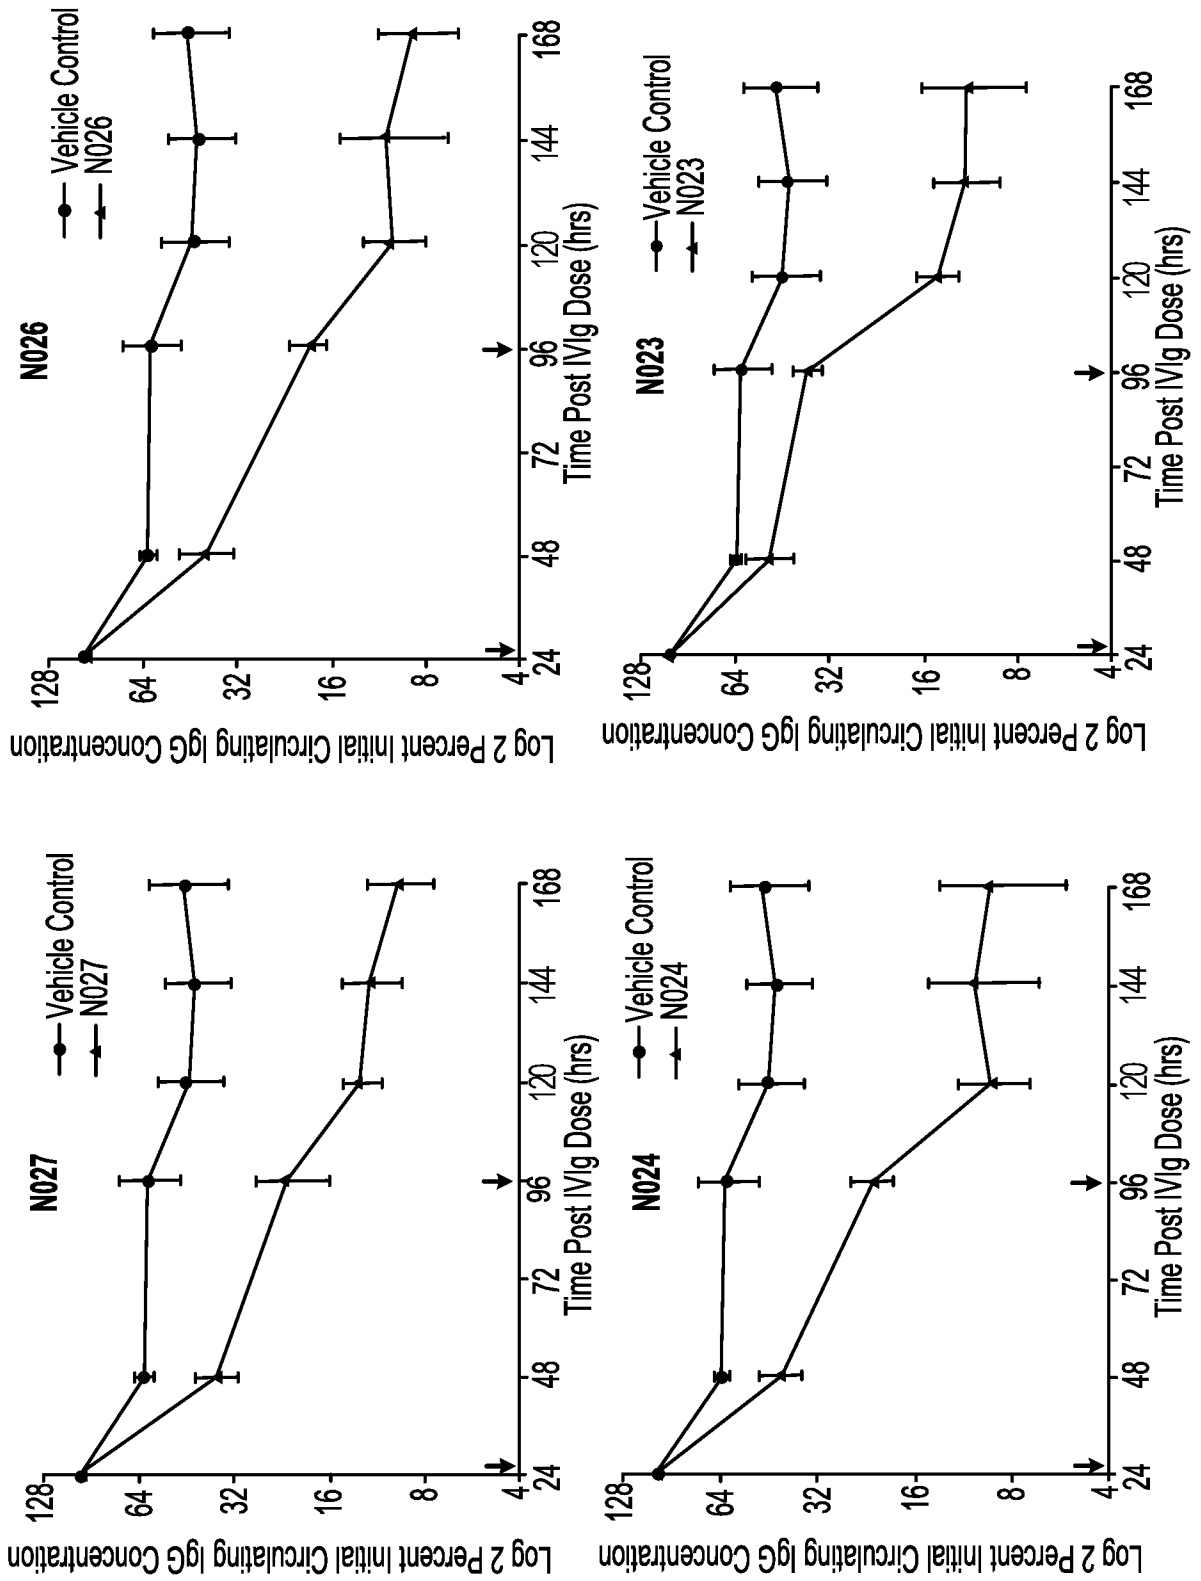 N027
Vehicle Control
N027
Log 2 Percent Initial Circulating IgG Concentration
128
64
32
16
8
4
24 48 72 96 120 144 168
Time Post IVIg Dose (hrs)
N026
Vehicle Control
N026
Log 2 Percent Initial Circulating IgG Concentration
128
64
32
16
8
4
24 48 72 96 120 144 168
Time Post IVIg Dose (hrs)
N024
Vehicle Control
N024
Log 2 Percent Initial Circulating IgG Concentration
128
64
32
16
8
4
24 48 72 96 120 144 168
Time Post IVIg Dose (hrs)
N023
Vehicle Control
N023
Log 2 Percent Initial Circulating IgG Concentration
128
64
32
16
8
4
24 48 72 96 120 144 168
Time Post IVIg Dose (hrs)